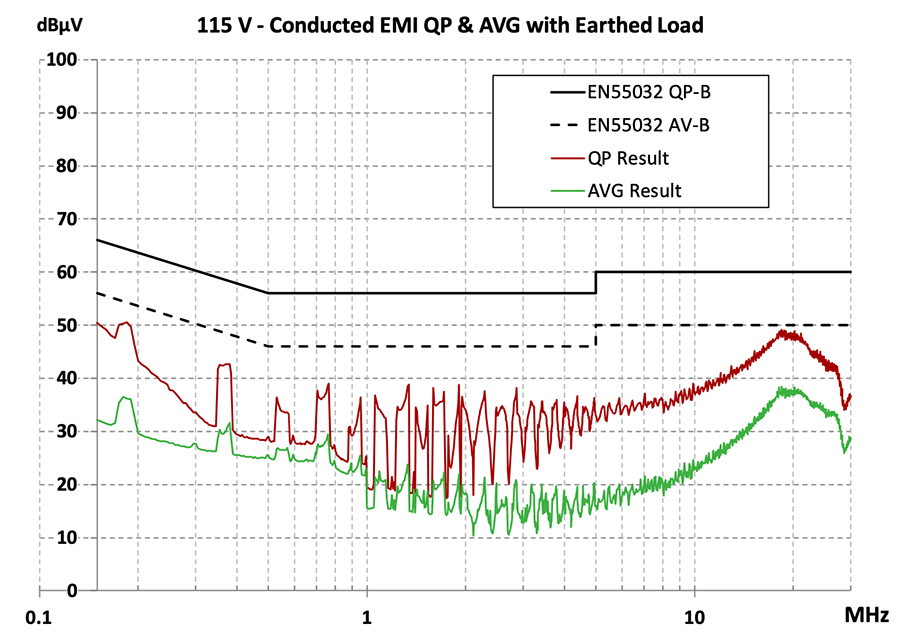 dBµV
115 V - Conducted EMI QP & AVG with Earthed Load
100
90
80
70
60
50
40
30
20
10
0
EN55032 QP-B
EN55032 AV-B
QP Result
AVG Result
0.1
1
10
MHz